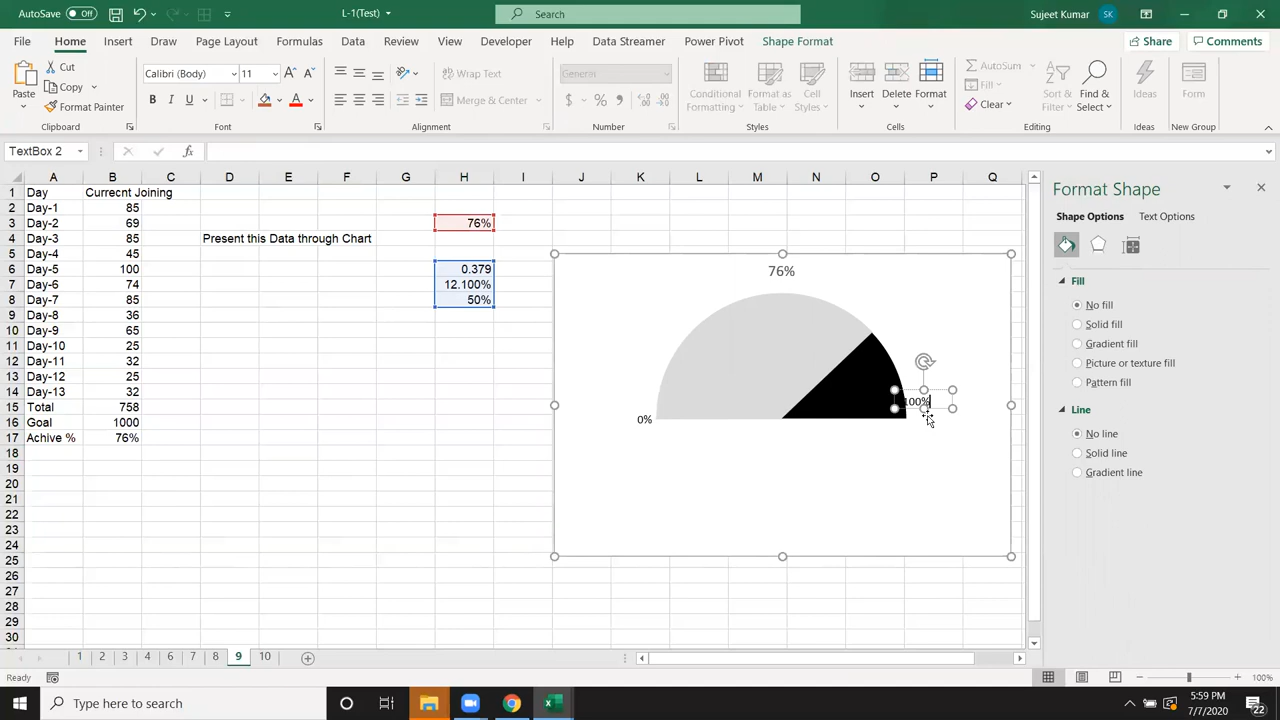 AutoSave Off L-1(Test) Search Sujeet Kumar SK
File Home Insert Draw Page Layout Formulas Data Review View Developer Help Data Streamer Power Pivot Shape Format Share Comments
Paste Cut Copy Format Painter Calibri (Body) 11 B I U Wrap Text Merge & Center General Conditional Formatting Format as Table Cell Styles Insert Delete Format AutoSum Fill Clear Sort & Filter Find & Select Ideas Form
Clipboard Font Alignment Number Styles Cells Editing Ideas New Group
TextBox 2 fx
A B C D E F G H I J K L M N O P Q
1 Day Currecnt Joining
2 Day-1 85
3 Day-2 69 76%
4 Day-3 85 Present this Data through Chart
5 Day-4 45
6 Day-5 100 0.379
7 Day-6 74 12.100%
8 Day-7 85 50%
9 Day-8 36
10 Day-9 65
11 Day-10 25
12 Day-11 32
13 Day-12 25
14 Day-13 32
15 Total 758
16 Goal 1000
17 Achive % 76%
18
19
20
21
22
23
24
25
26
27
28
29
30
76%
0%
100%
Format Shape
Shape Options Text Options
Fill
No fill
Solid fill
Gradient fill
Picture or texture fill
Pattern fill
Line
No line
Solid line
Gradient line
1 2 3 4 6 7 8 9 10
Ready 100%
Type here to search 5:59 PM
7/7/2020 22